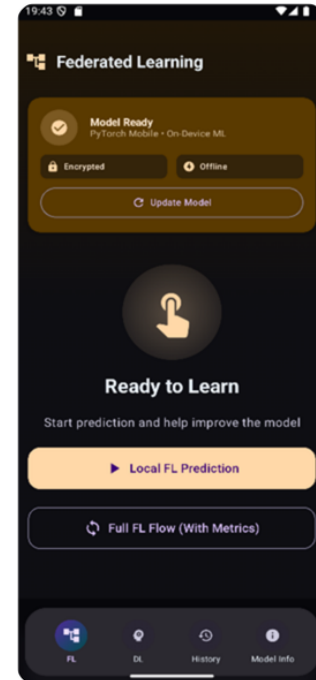 19:43
Federated Learning
Model Ready
PyTorch Mobile • On-Device ML
Encrypted
Offline
Update Model
Ready to Learn
Start prediction and help improve the model
Local FL Prediction
Full FL Flow (With Metrics)
FL DL History Model Info